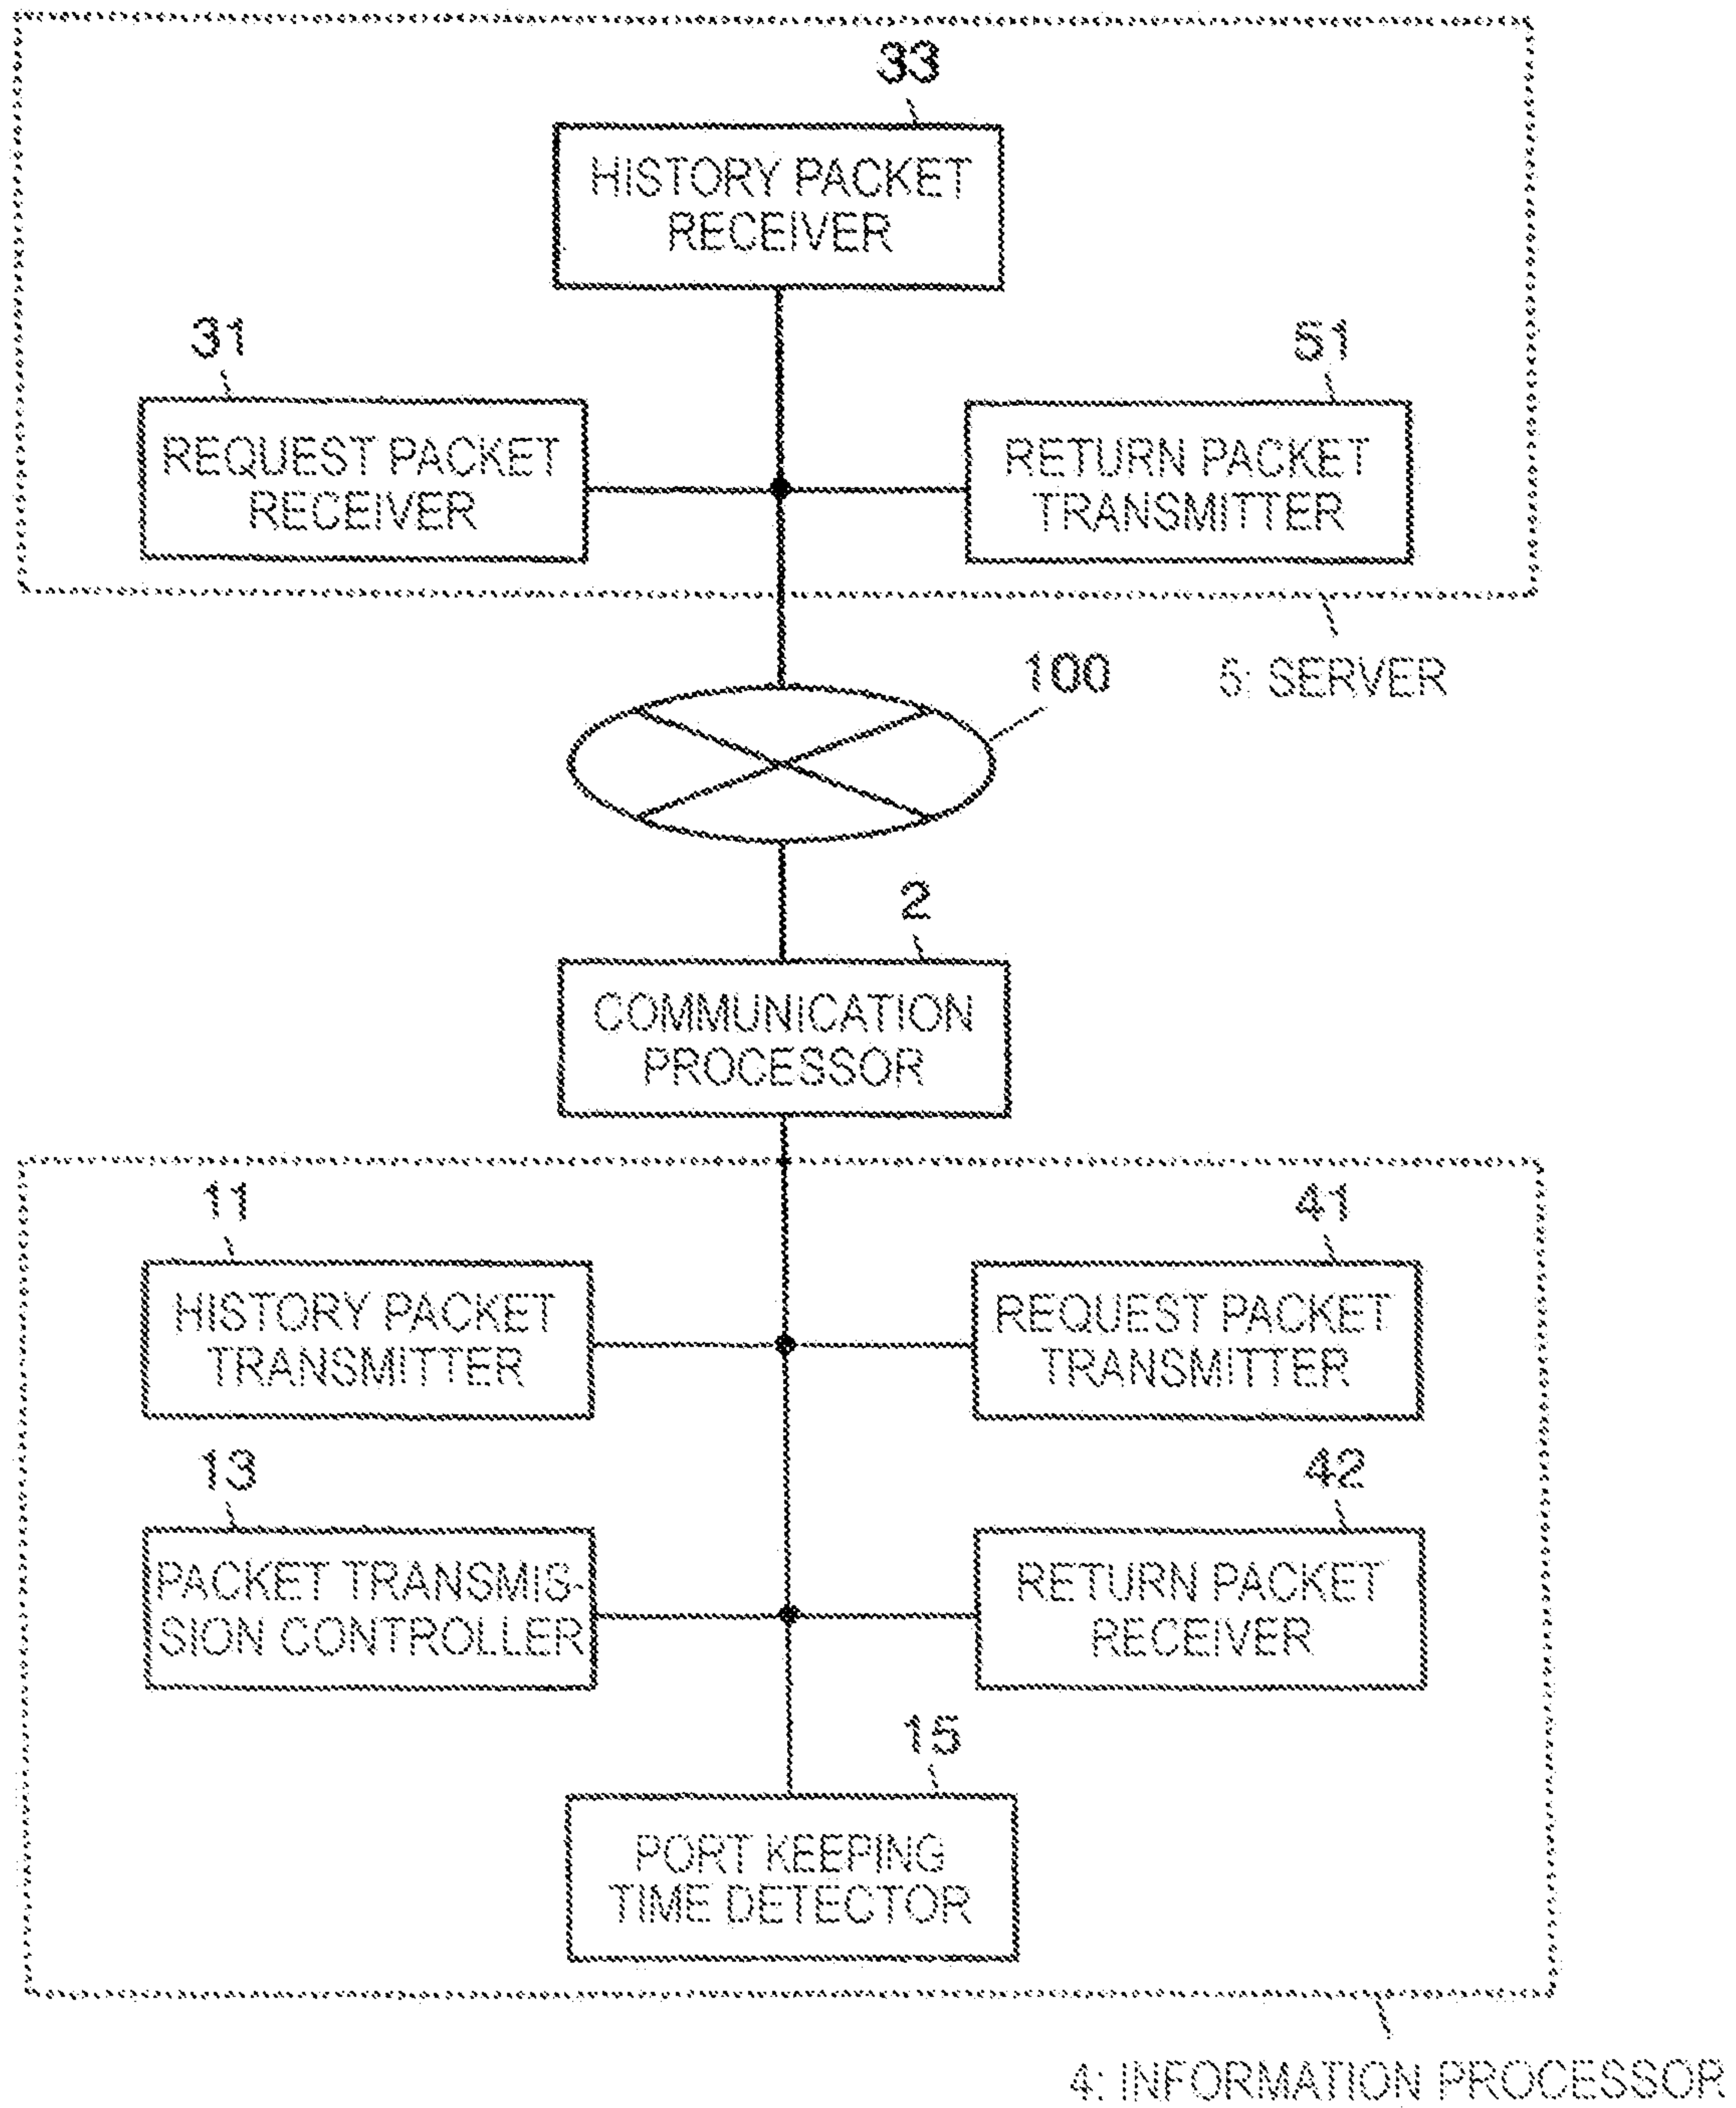 33
HISTORY PACKET
RECEIVER
31
51
REQUEST PACKET
RECEIVER
RETURN PACKET
TRANSMITTER
100
5: SERVER
2
COMMUNICATION
PROCESSOR
11
41
HISTORY PACKET
TRANSMITTER
REQUEST PACKET
TRANSMITTER
13
42
PACKET TRANSMIS-
SION CONTROLLER
RETURN PACKET
RECEIVER
15
PORT KEEPING
TIME DETECTOR
4: INFORMATION PROCESSOR